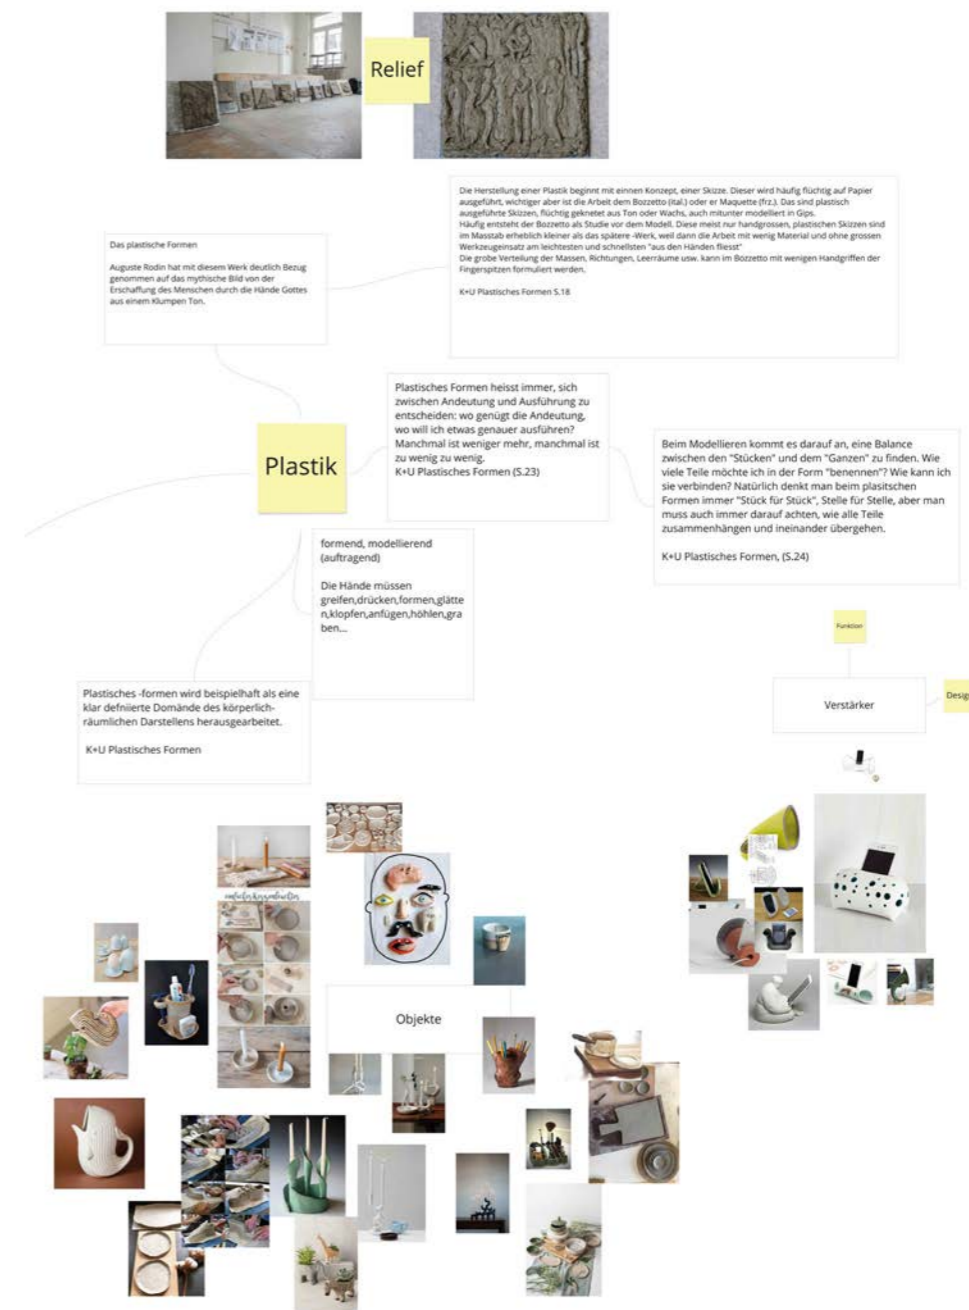 Relief
Die Herstellung einer Plastik beginnt mit einnen Konzept, einer Skizze. Dieser wird häufig flüchtig auf Papier
ausgeführt, wichtiger aber ist die Arbeit dem Bozzetto (ital.) oder er Maquette (frz.). Das sind plastisch
ausgeführte Skizzen, flüchtig geknetet aus Ton oder Wachs, auch mitunter modelliert in Gips.
Häufig entsteht der Bozzetto als Studie vor dem Modell. Diese meist nur handgrossen, plastischen Skizzen sind
im Masstab erheblich kleiner als das spätere -Werk, weil dann die Arbeit mit wenig Material und ohne grossen
Werkzeugeinsatz am leichtesten und schnellsten "aus den Händen fliesst"
Die grobe Verteilung der Massen, Richtungen, Leerräume usw. kann im Bozzetto mit wenigen Handgriffen der
Fingerspitzen formuliert werden.
K+U Plastisches Formen S.18
Das plastische Formen
Auguste Rodin hat mit diesem Werk deutlich Bezug
genommen auf das mythische Bild von der
Erschaffung des Menschen durch die Hände Gottes
aus einem Klumpen Ton.
Plastik
Plastisches Formen heisst immer, sich
zwischen Andeutung und Ausführung zu
entscheiden: wo genügt die Andeutung,
wo will ich etwas genauer ausführen?
Manchmal ist weniger mehr, manchmal ist
zu wenig zu wenig.
K+U Plastisches Formen (S.23)
Beim Modellieren kommt es darauf an, eine Balance
zwischen den "Stücken" und dem "Ganzen" zu finden. Wie
viele Teile möchte ich in der Form "benennen"? Wie kann ich
sie verbinden? Natürlich denkt man beim plasitschen
Formen immer "Stück für Stück", Stelle für Stelle, aber man
muss auch immer darauf achten, wie alle Teile
zusammenhängen und ineinander übergehen.
K+U Plastisches Formen, (S.24)
formend, modellierend
(auftragend)
Die Hände müssen
greifen,drücken,formen,glätte
n,klopfen,anfügen,höhlen,gra
ben...
Plastisches -formen wird beispielhaft als eine
klar defniierte Domände des körperlich-
räumlichen Darstellens herausgearbeitet.
K+U Plastisches Formen
Funktion
Verstärker
Design
Objekte